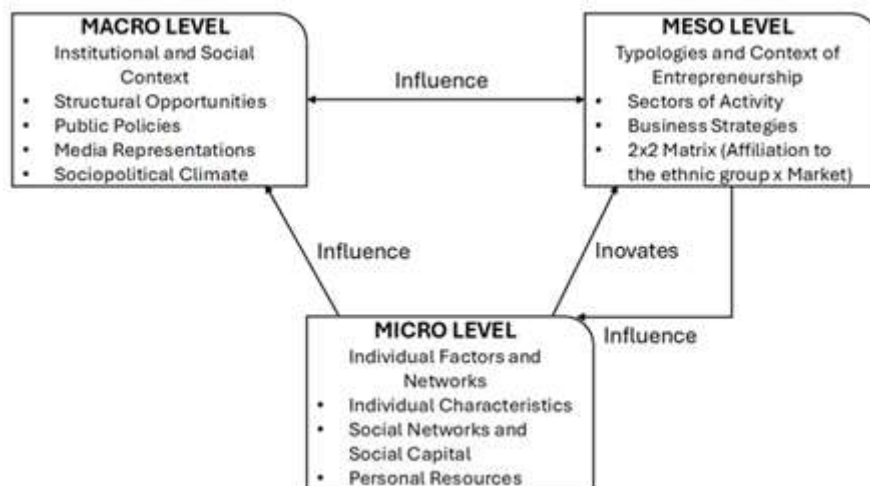 MACRO LEVEL
Institutional and Social
Context
• Structural Opportunities
• Public Policies
• Media Representations
• Sociopolitical Climate
Influence
MESO LEVEL
Typologies and Context of
Entrepreneurship
• Sectors of Activity
• Business Strategies
• 2x2 Matrix (Affiliation to
the ethnic group x Market)
Influence
Inovates
Influence
MICRO LEVEL
Individual Factors and
Networks
• Individual Characteristics
• Social Networks and
Social Capital
• Personal Resources